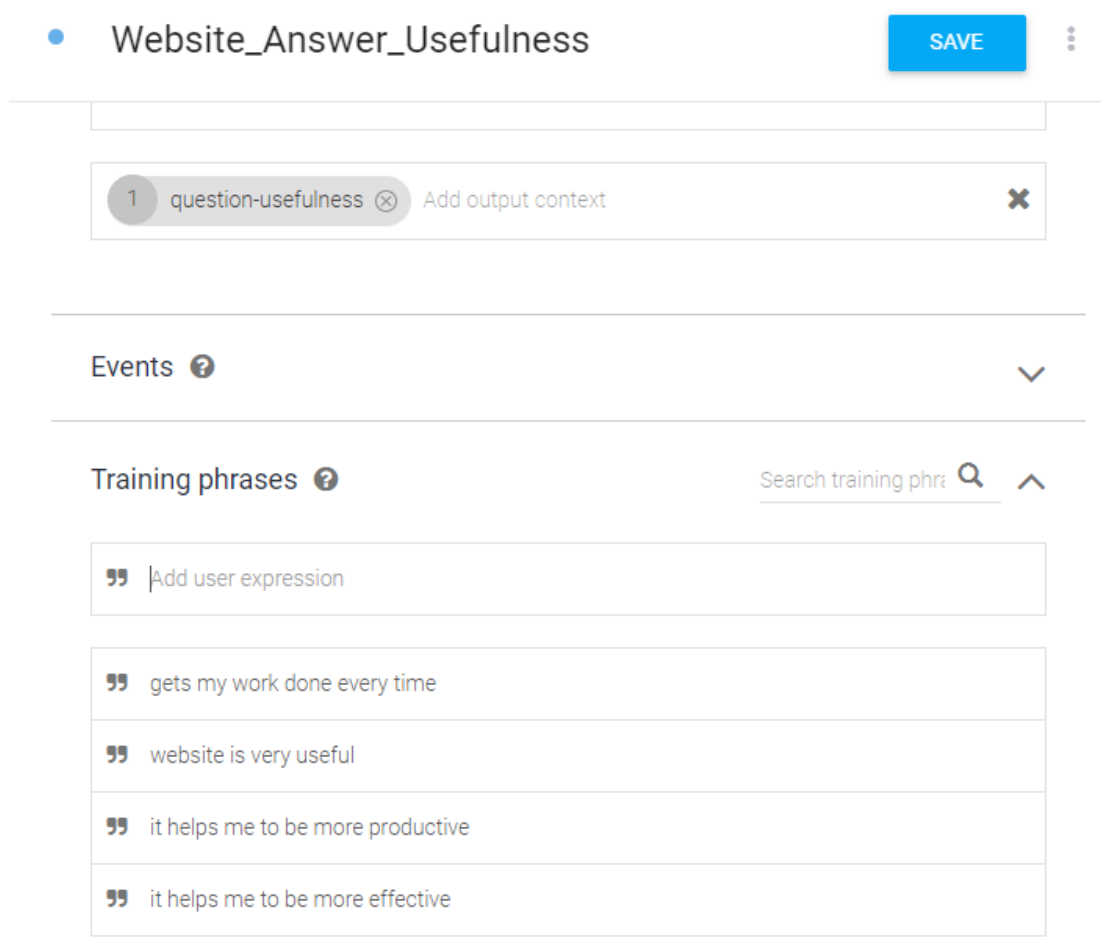 Website_Answer_Usefulness SAVE
1 question-usefulness Add output context
Events ?
Training phrases ? Search training phra
Add user expression
gets my work done every time
website is very useful
it helps me to be more productive
it helps me to be more effective